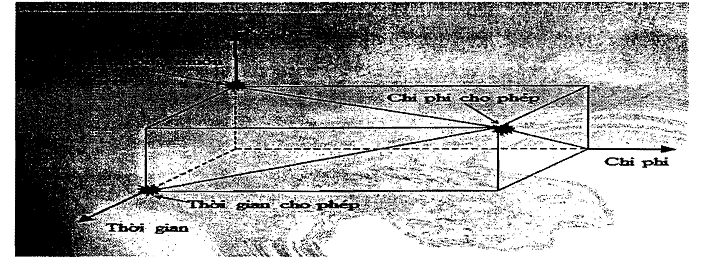 Chi phí cho phép
Chi phí
Thời gian cho phép
Thời gian